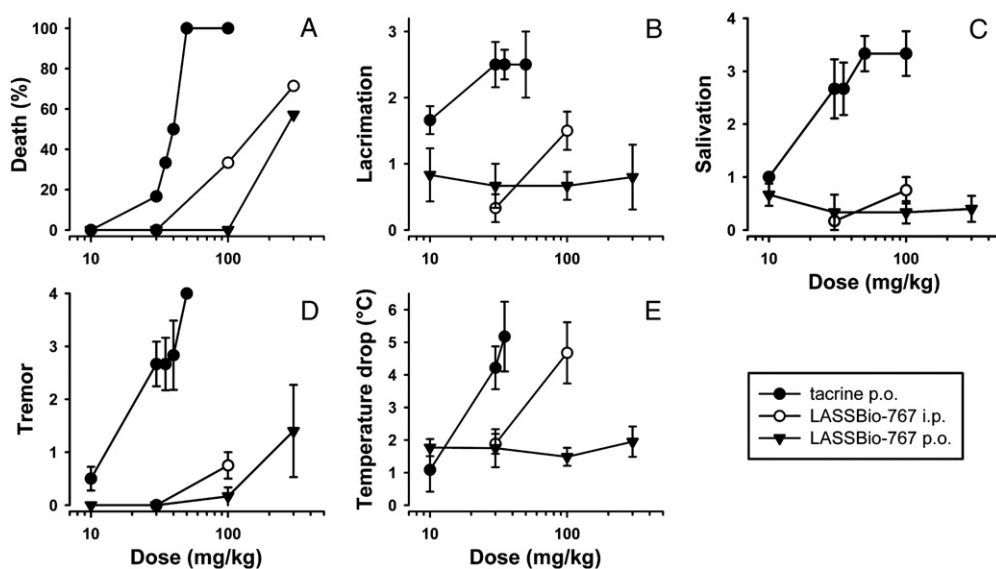 A
Death (%)
100
80
60
40
20
0
10
100
B
Lacrimation
3
2
1
0
10
100
C
Salivation
4
3
2
1
0
10
100
Dose (mg/kg)
D
Tremor
4
3
2
1
0
10
100
Dose (mg/kg)
E
Temperature drop (°C)
6
5
4
3
2
1
0
10
100
Dose (mg/kg)
tacrine p.o.
LASSBio-767 i.p.
LASSBio-767 p.o.